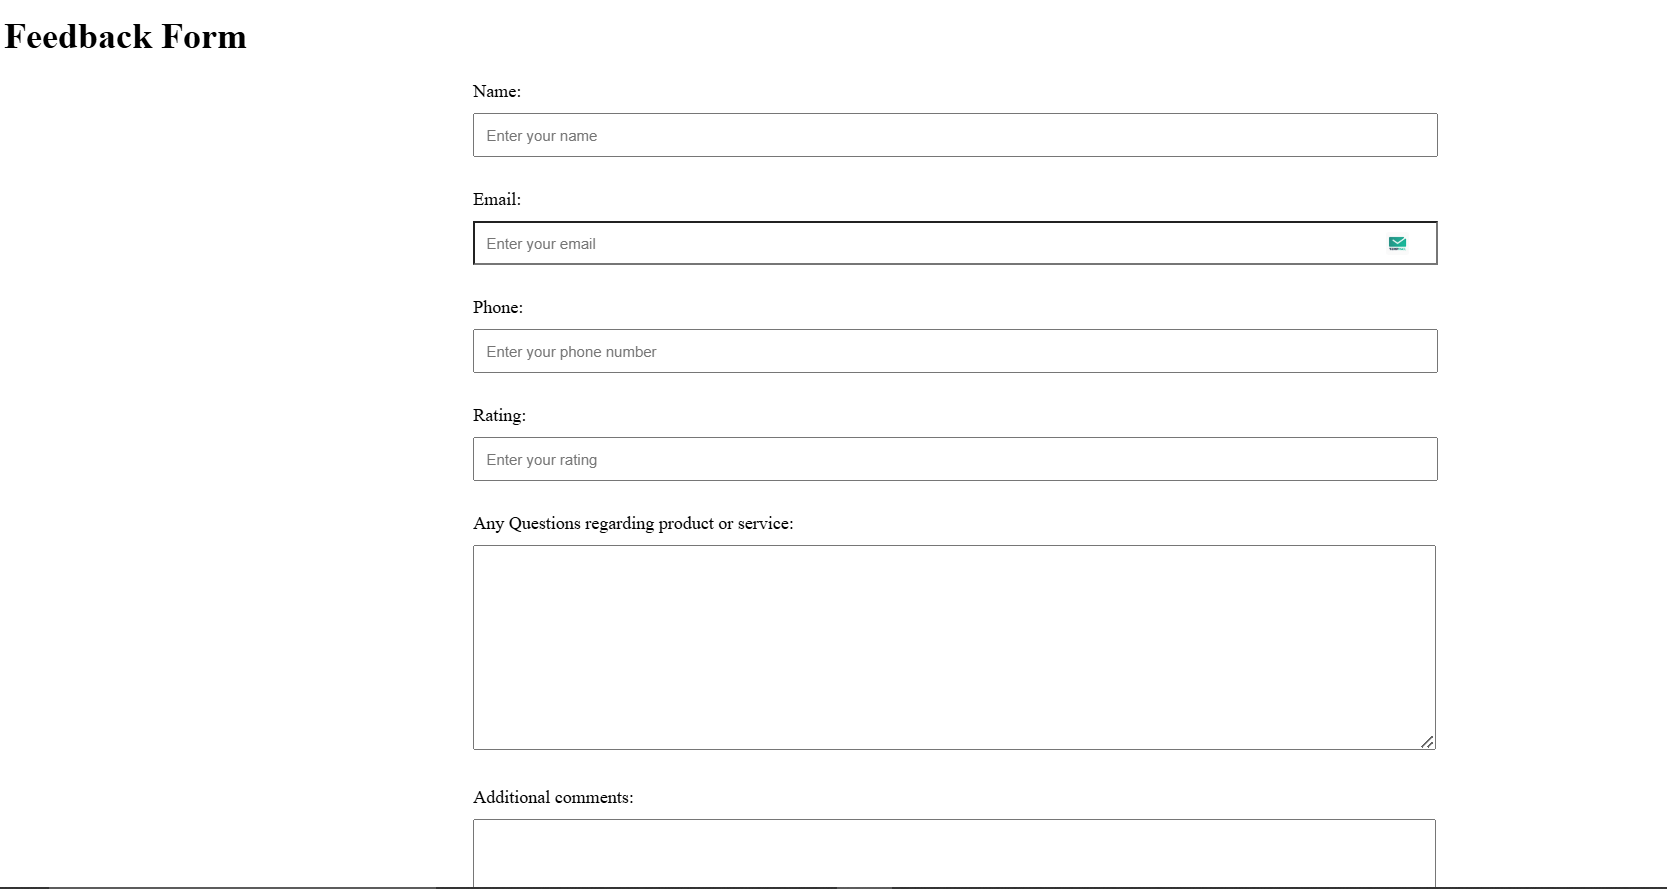 Feedback Form
Name:
Enter your name
Email:
Enter your email
Phone:
Enter your phone number
Rating:
Enter your rating
Any Questions regarding product or service:
Additional comments: